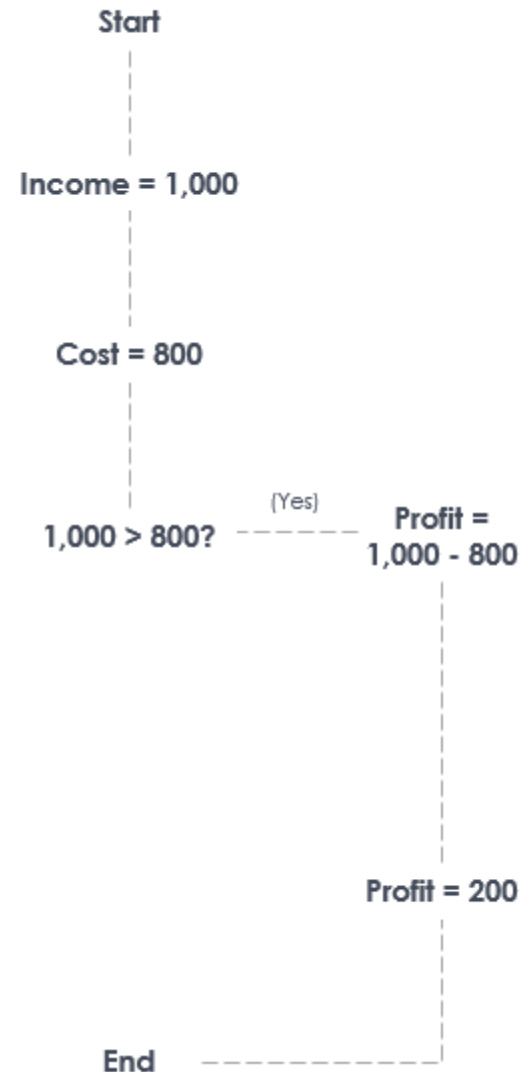 Start
Income = 1,000
Cost = 800
1,000 > 800?
(Yes)
Profit =
1,000 - 800
Profit = 200
End